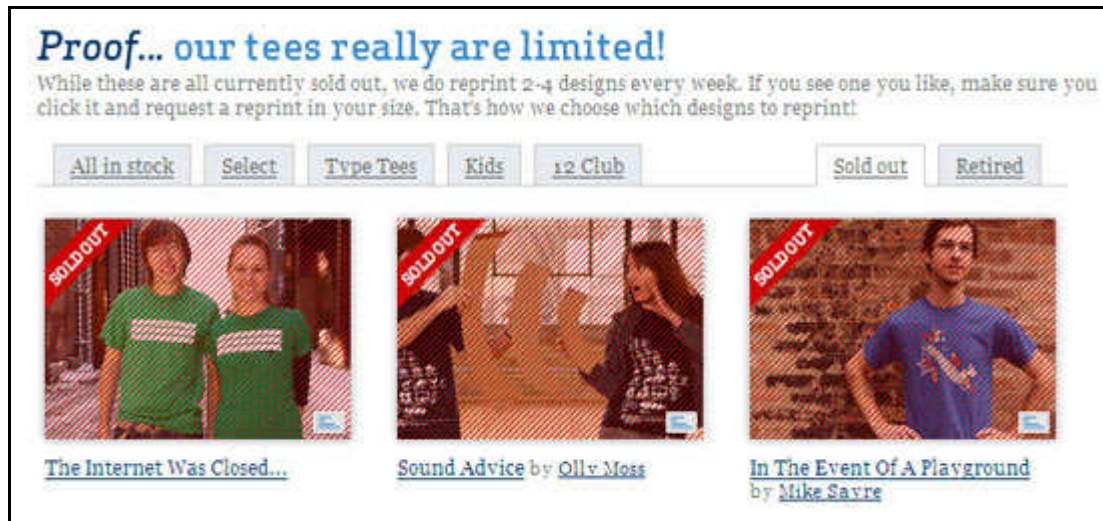 Proof... our tees really are limited!
While these are all currently sold out, we do reprint 2-4 designs every week. If you see one you like, make sure you
click it and request a reprint in your size. That's how we choose which designs to reprint!
All in stock Select Type Tees Kids 12 Club Sold out Retired
SOLD OUT SOLD OUT SOLD OUT
The Internet Was Closed... Sound Advice by Olly Moss In The Event Of A Playground
by Mike Sayre